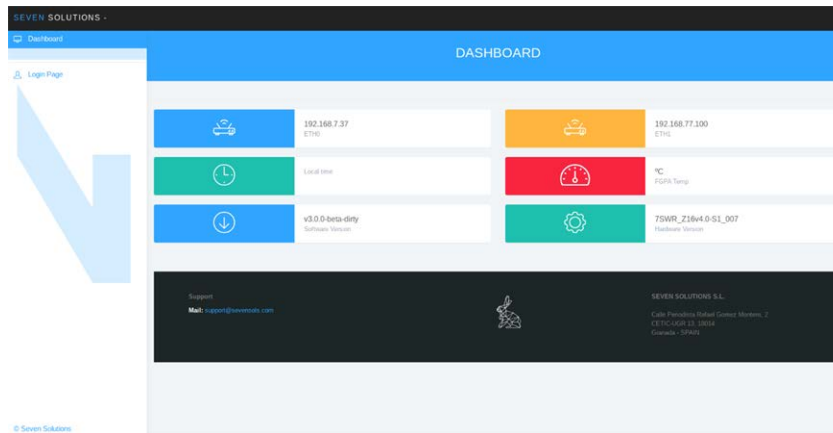 SEVEN SOLUTIONS -
Dashboard
Login Page
DASHBOARD
192.168.7.37
ETH0
192.168.77.100
ETH1
Local time
ºC
FGPA Temp
v3.0.0-beta-dirty
Software Version
7SWR_Z16v4.0-S1_007
Hardware Version
Support
Mail: support@sevensols.com
SEVEN SOLUTIONS S.L.
Calle Periodista Rafael Gomez Montero, 2
CETIC-UGR 13, 18014
Granada - SPAIN
© Seven Solutions